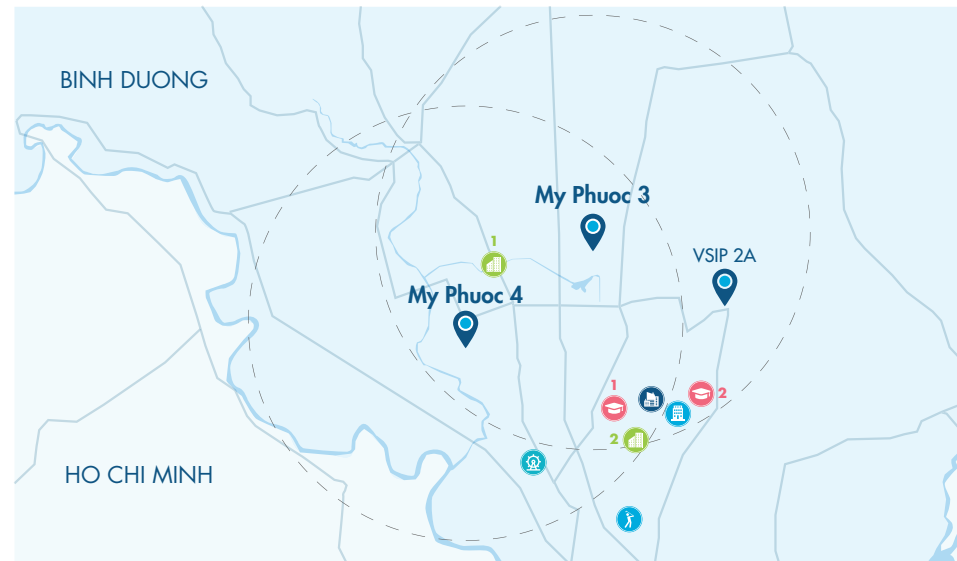 BINH DUONG
My Phuoc 3
1
VSIP 2A
My Phuoc 4
1
2
2
HO CHI MINH